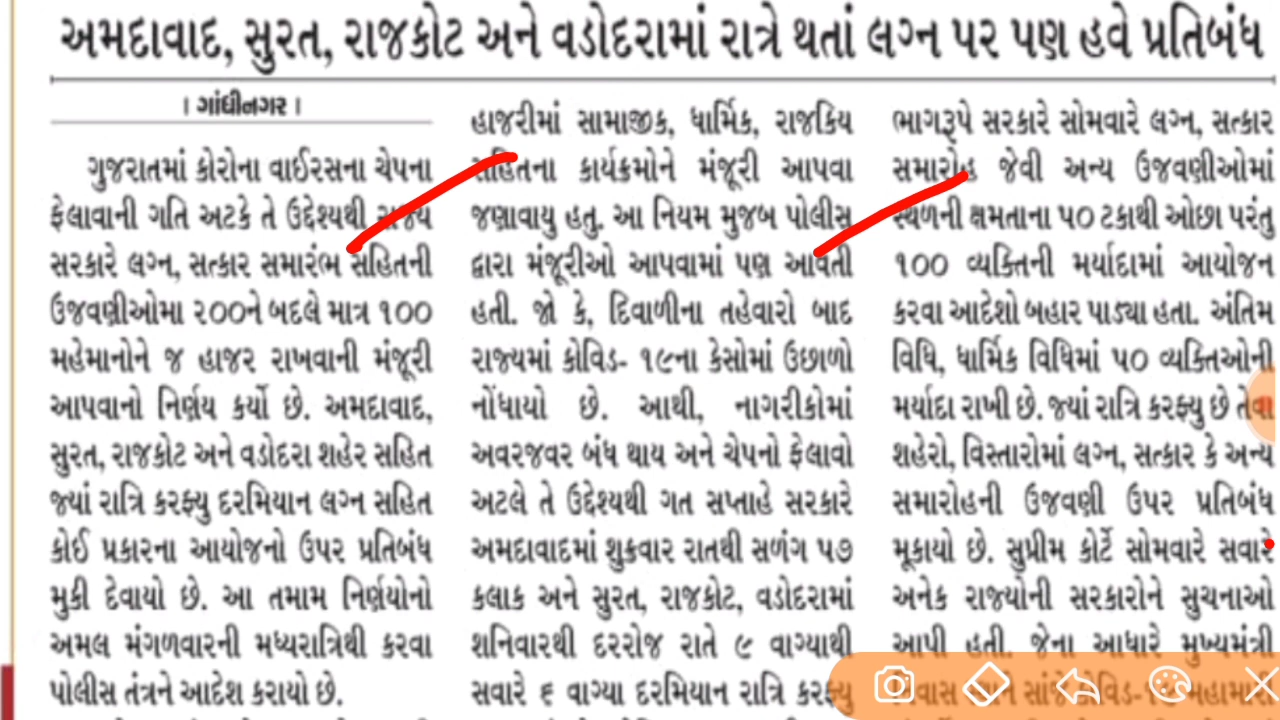 અમદાવાદ, સુરત, રાજકોટ અને વડોદરામાં રાત્રે થતાં લગ્ન પર પણ હવે પ્રતિબંધ
। ગાંધીનગર ।
ગુજરાતમાં કોરોના વાઈરસના ચેપના
ફેલાવાની ગતિ અટકે તે ઉદ્દેશ્યથી રાજ્ય
સરકારે લગ્ન, સત્કાર સમારંભ સહિતની
ઉજવણીઓમા ૨૦૦ને બદલે માત્ર ૧૦૦
મહેમાનોને જ હાજર રાખવાની મંજૂરી
આપવાનો નિર્ણય કર્યો છે. અમદાવાદ,
સુરત, રાજકોટ અને વડોદરા શહેર સહિત
જ્યાં રાત્રિ કરફ્યુ દરમિયાન લગ્ન સહિત
કોઈ પ્રકારના આયોજનો ઉપર પ્રતિબંધ
મુકી દેવાયો છે. આ તમામ નિર્ણયોનો
અમલ મંગળવારની મધ્યરાત્રિથી કરવા
પોલીસ તંત્રને આદેશ કરાયો છે.
હાજરીમાં સામાજીક, ધાર્મિક, રાજકિય
સહિતના કાર્યક્રમોને મંજૂરી આપવા
જણાવાયુ હતુ. આ નિયમ મુજબ પોલીસ
દ્વારા મંજૂરીઓ આપવામાં પણ આવતી
હતી. જો કે, દિવાળીના તહેવારો બાદ
રાજ્યમાં કોવિડ- ૧૯ના કેસોમાં ઉછાળો
નોંધાયો છે. આથી, નાગરીકોમાં
અવરજવર બંધ થાય અને ચેપનો ફેલાવો
અટલે તે ઉદ્દેશ્યથી ગત સપ્તાહે સરકારે
અમદાવાદમાં શુક્રવાર રાતથી સળંગ ૫૭
કલાક અને સુરત, રાજકોટ, વડોદરામાં
શનિવારથી દરરોજ રાતે ૯ વાગ્યાથી
સવારે ૬ વાગ્યા દરમિયાન રાત્રિ કરફ્યુ
ભાગરૂપે સરકારે સોમવારે લગ્ન, સત્કાર
સમારોહ જેવી અન્ય ઉજવણીઓમાં
સ્થળની ક્ષમતાના ૫૦ ટકાથી ઓછા પરંતુ
૧૦૦ વ્યક્તિની મર્યાદામાં આયોજન
કરવા આદેશો બહાર પાડ્યા હતા. અંતિમ
વિધિ, ધાર્મિક વિધિમાં ૫૦ વ્યક્તિઓની
મર્યાદા રાખી છે. જ્યાં રાત્રિ કરફ્યુ છે તેવા
શહેરો, વિસ્તારોમાં લગ્ન, સત્કાર કે અન્ય
સમારોહની ઉજવણી ઉપર પ્રતિબંધ
મૂકાયો છે. સુપ્રીમ કોર્ટે સોમવારે સવારે
અનેક રાજ્યોની સરકારોને સુચનાઓ
આપી હતી. જેના આધારે મુખ્યમંત્રી
સાંજે કોવિડ-૧૯ મહામારી